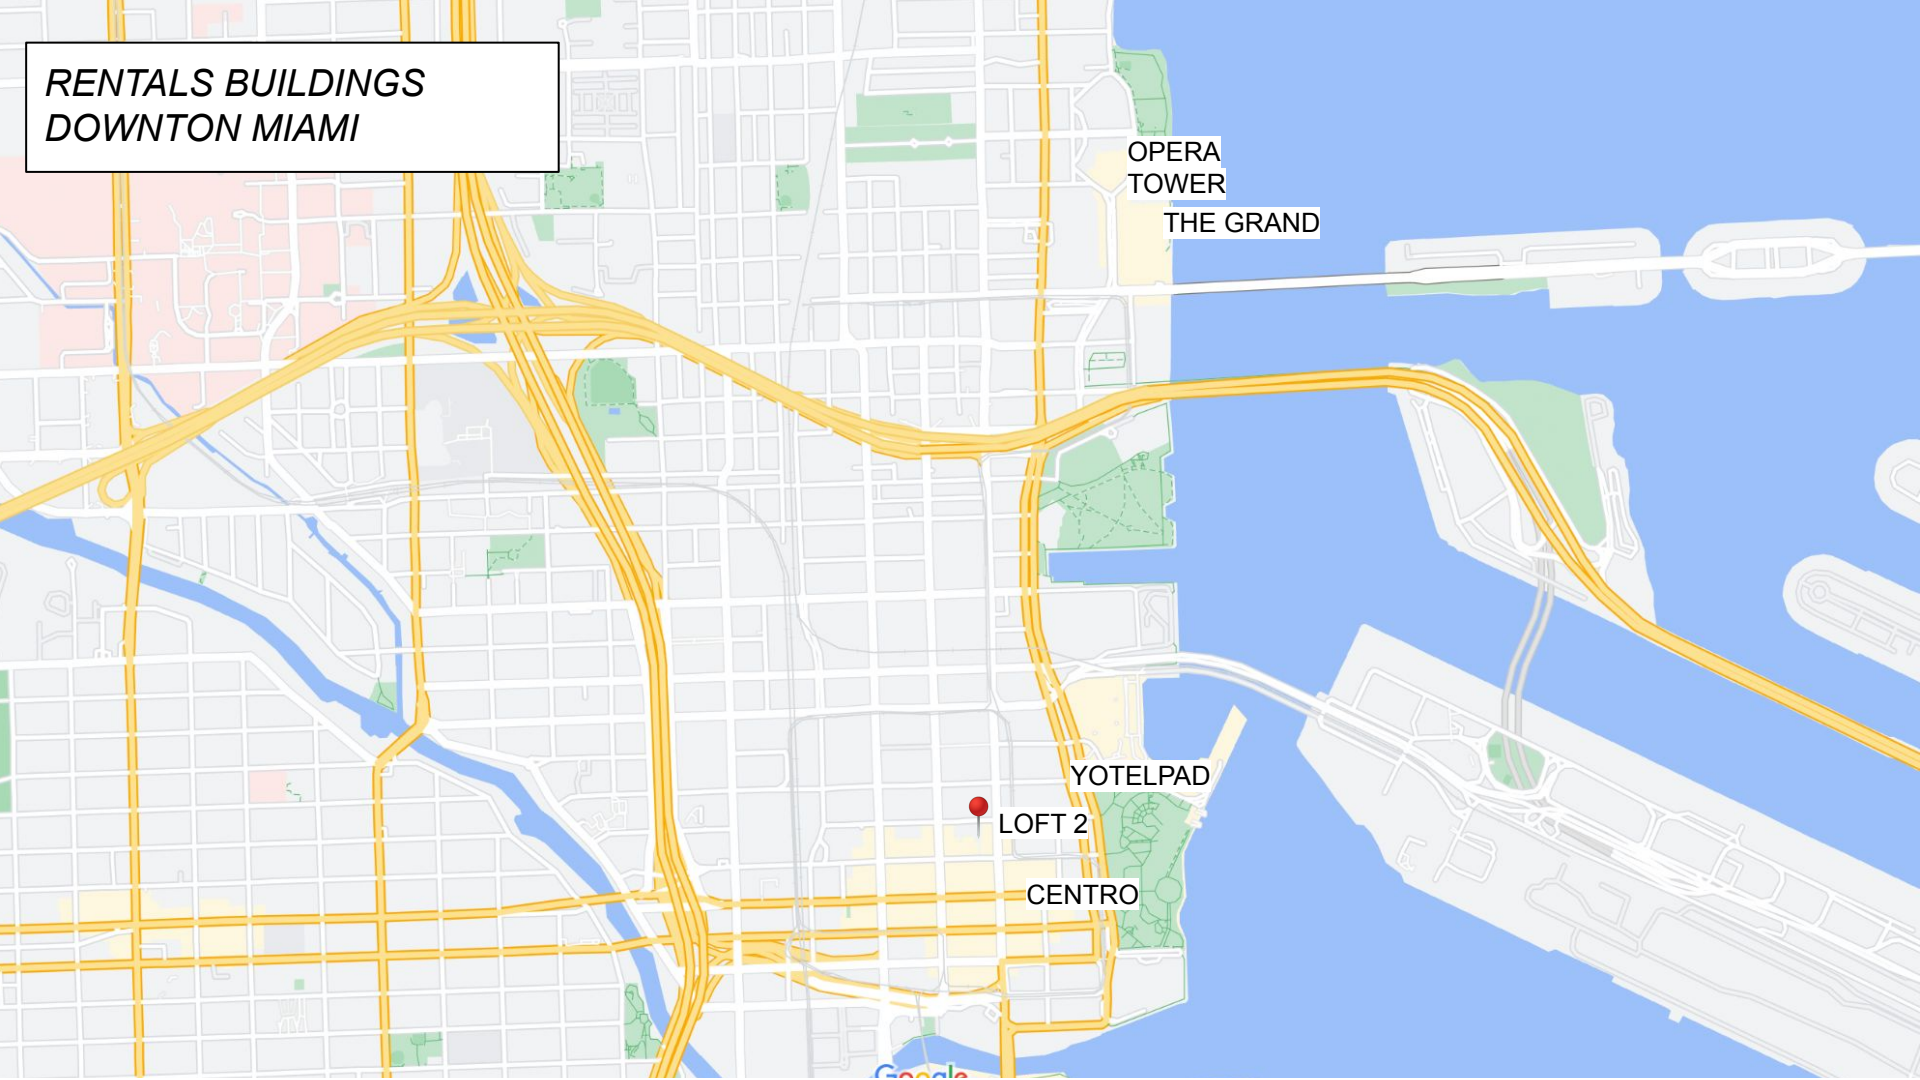 RENTALS BUILDINGS
DOWNTON MIAMI
OPERA
TOWER
THE GRAND
YOTELPAD
LOFT 2
CENTRO
Google